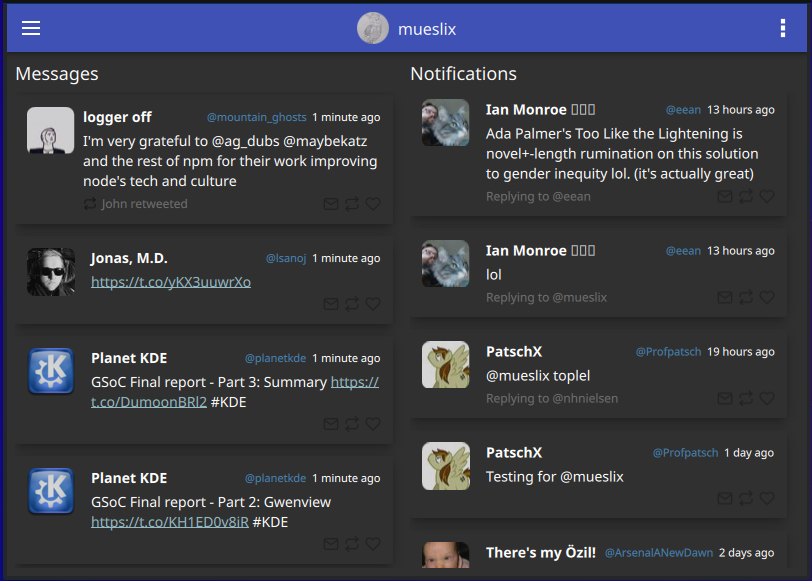 mueslix
Messages
logger off @mountain_ghosts 1 minute ago
I'm very grateful to @ag_dubs @maybekatz
and the rest of npm for their work improving
node's tech and culture
John retweeted
Jonas, M.D. @lsanoj 1 minute ago
https://t.co/yKX3uuwrXo
Planet KDE @planetkde 1 minute ago
GSoC Final report - Part 3: Summary https://
t.co/DumoonBRl2 #KDE
Planet KDE @planetkde 1 minute ago
GSoC Final report - Part 2: Gwenview
https://t.co/KH1ED0v8iR #KDE
Notifications
Ian Monroe @eean 13 hours ago
Ada Palmer's Too Like the Lightening is
novel+-length rumination on this solution
to gender inequity lol. (it's actually great)
Replying to @eean
Ian Monroe @eean 13 hours ago
lol
Replying to @mueslix
PatschX @Profpatsch 19 hours ago
@mueslix toplel
Replying to @nhnielsen
PatschX @Profpatsch 1 day ago
Testing for @mueslix
There's my Özil! @ArsenalANewDawn 2 days ago